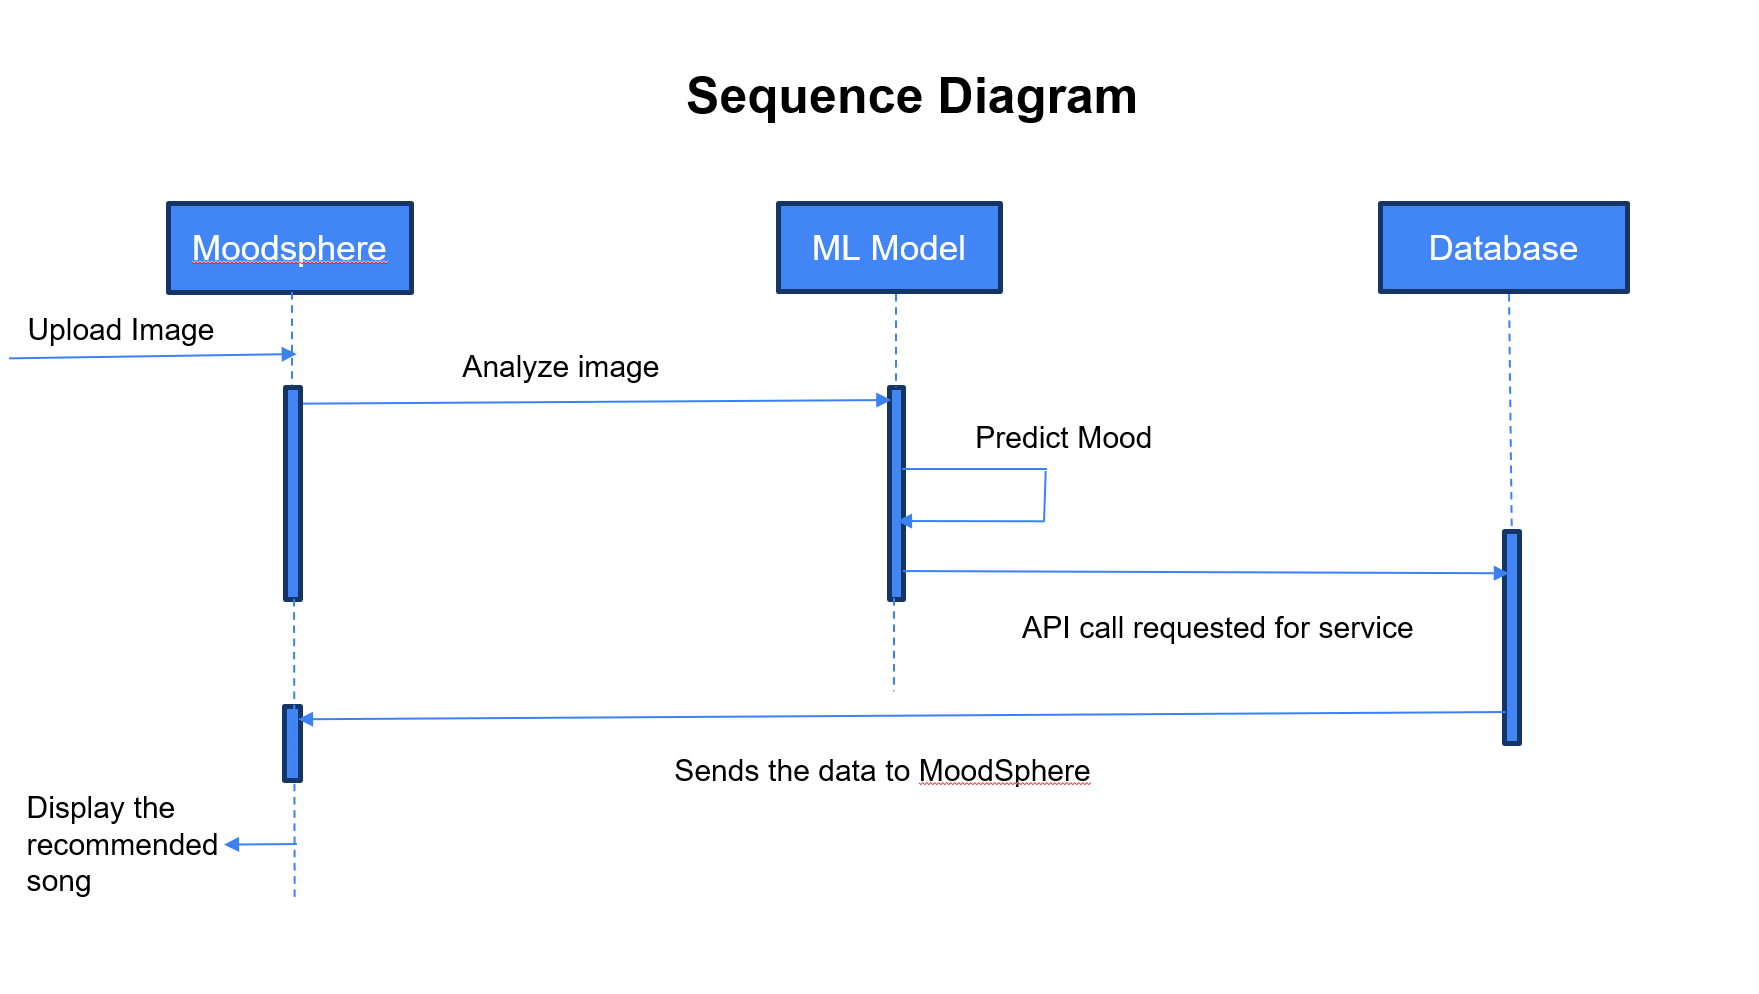 Sequence Diagram
Moodsphere
ML Model
Database
Upload Image
Analyze image
Predict Mood
API call requested for service
Sends the data to MoodSphere
Display the
recommended
song